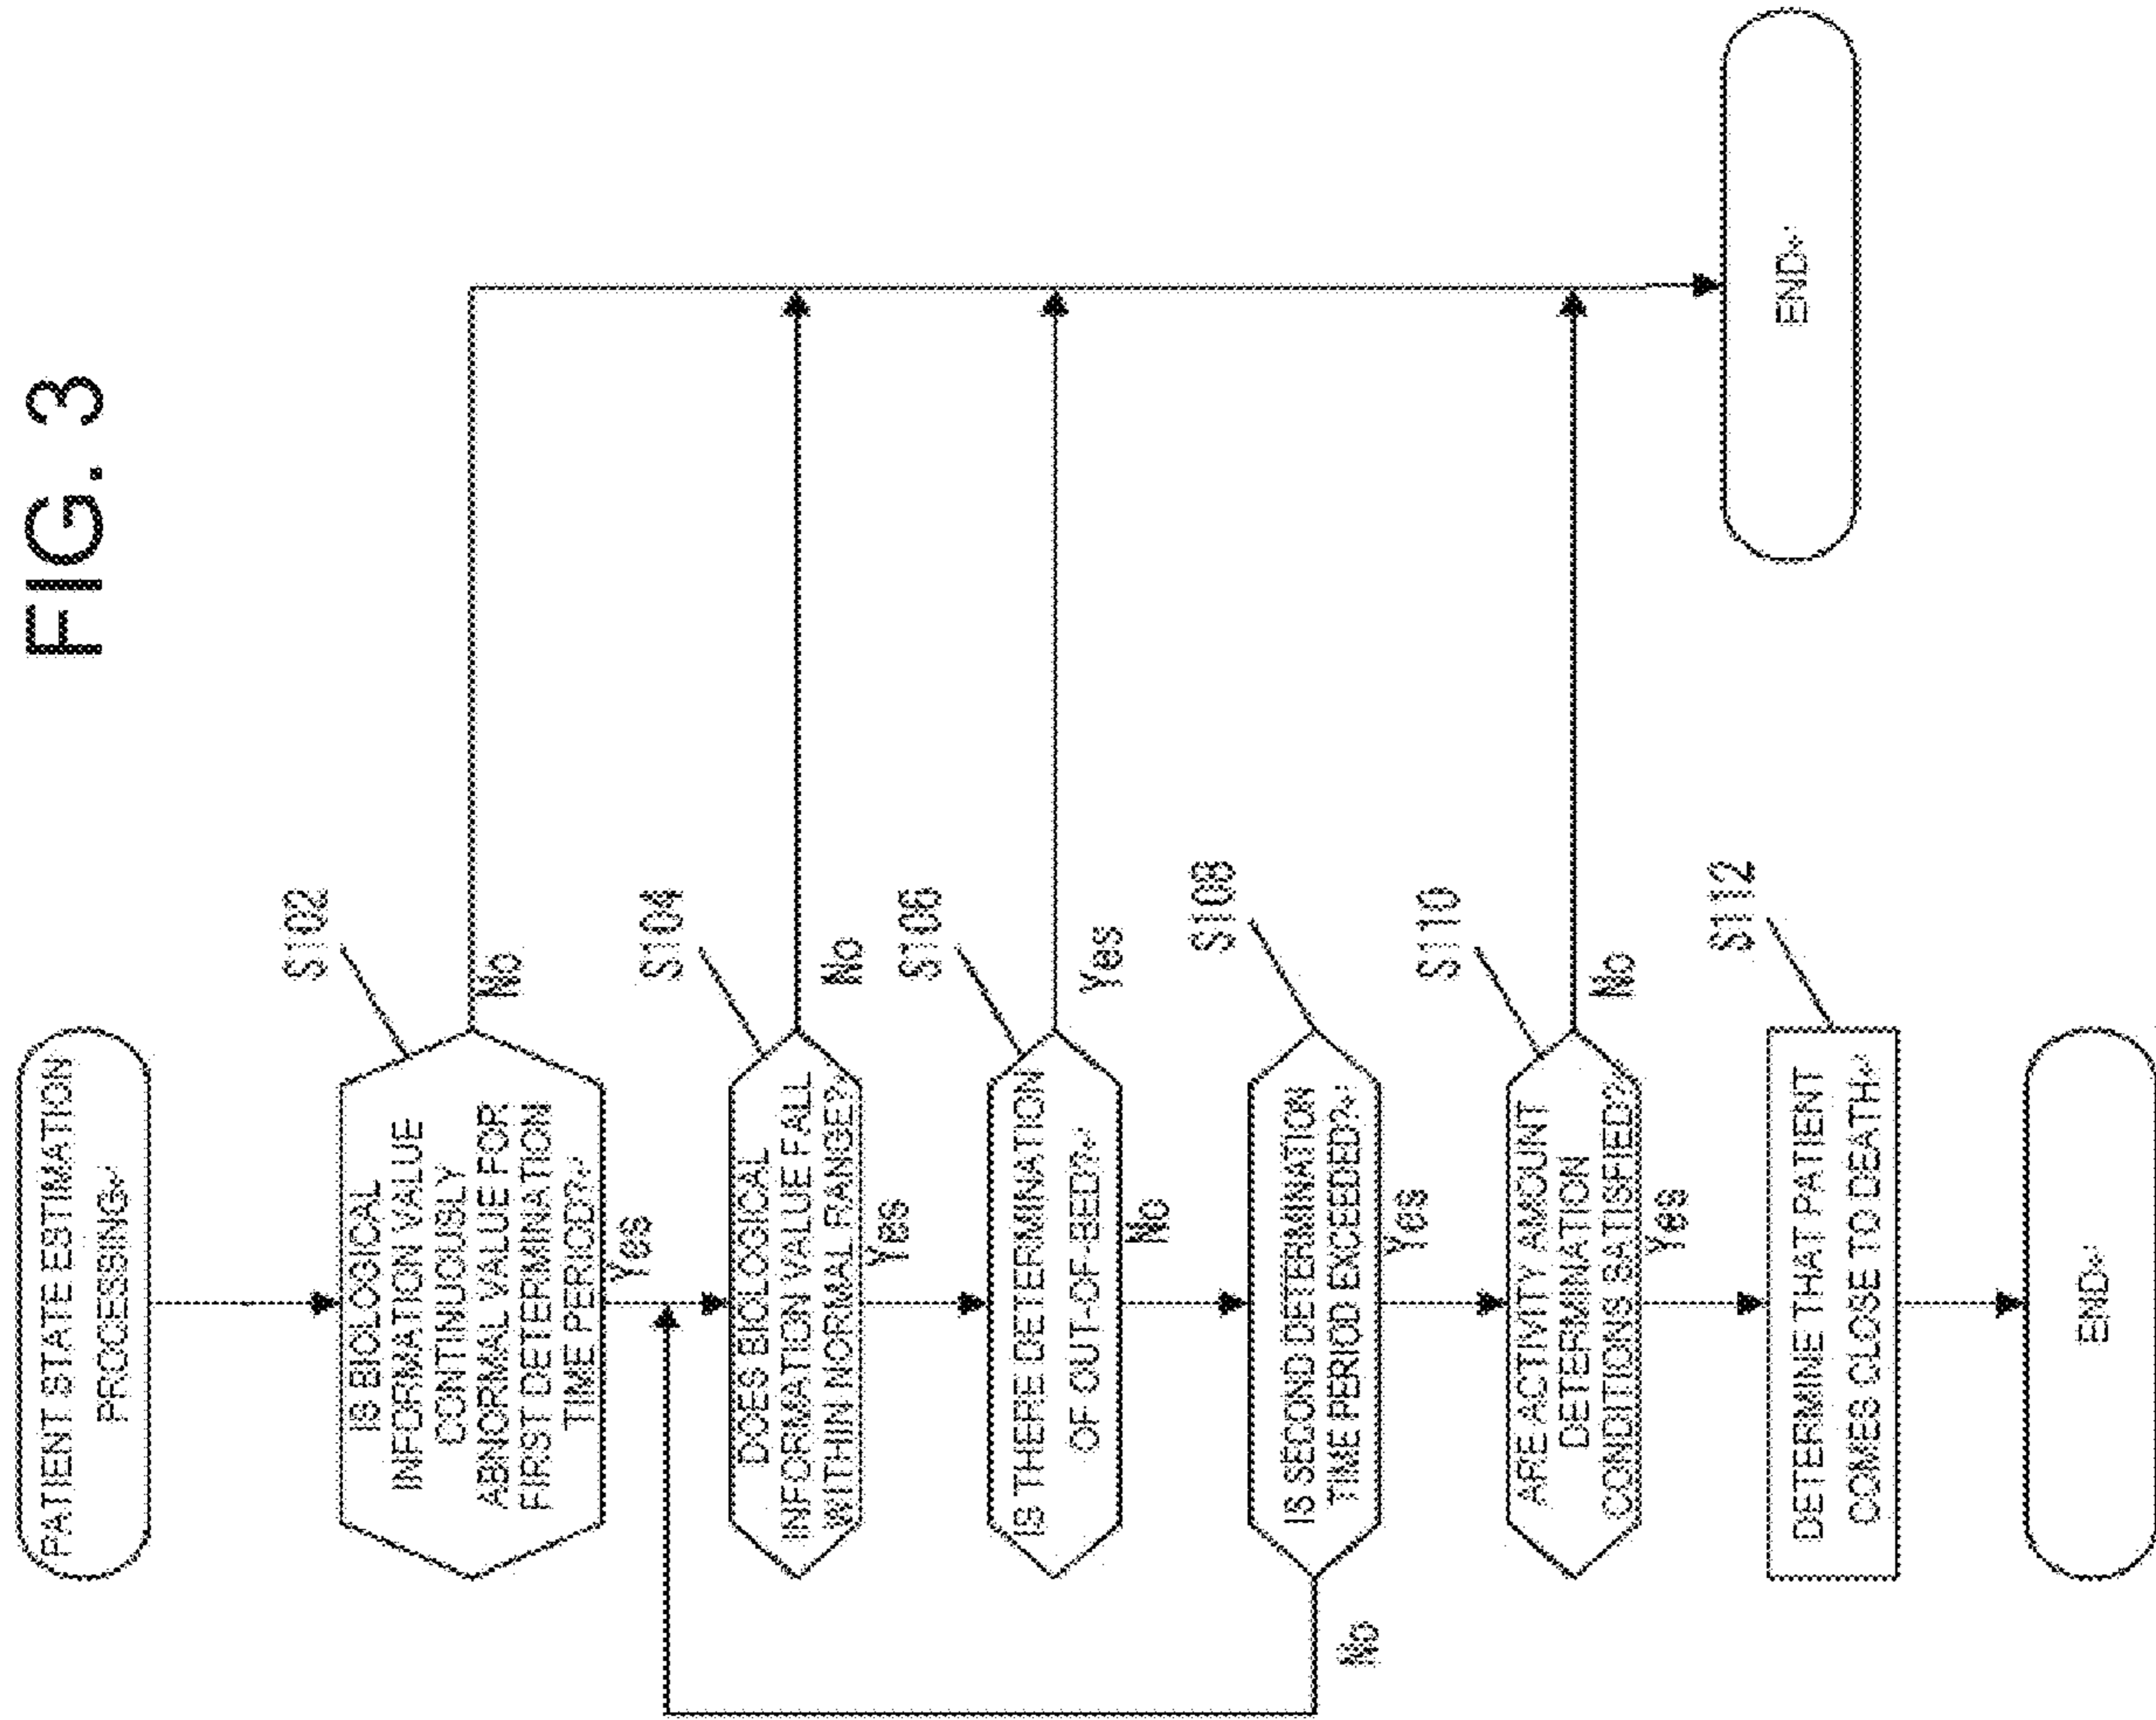 FIG. 3
PATIENT STATE ESTIMATION
PROCESSING↵
S102
IS BIOLOGICAL
INFORMATION VALUE
CONTINUOUSLY
ABNORMAL VALUE FOR
FIRST DETERMINATION
TIME PERIOD?↵
No
Yes
S104
DOES BIOLOGICAL
INFORMATION VALUE FALL
WITHIN NORMAL RANGE?↵
No
Yes
S106
IS THERE DETERMINATION
OF OUT-OF-BED?↵
Yes
No
S108
IS SECOND DETERMINATION
TIME PERIOD EXCEEDED?↵
No
Yes
S110
ARE ACTIVITY AMOUNT
DETERMINATION
CONDITIONS SATISFIED?↵
No
Yes
S112
DETERMINE THAT PATIENT
COMES CLOSE TO DEATH↵
END↵
END↵